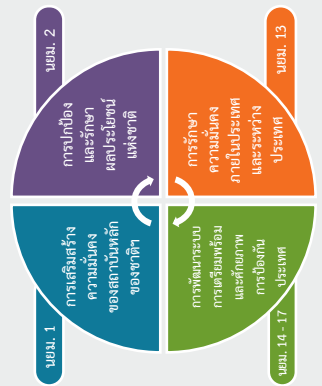 นยม. 1
การเสริมสร้าง
ความมั่นคง
ของสถาบันหลัก
ของชาติฯ
นยม. 2
การปกป้อง
และรักษา
ผลประโยชน์
แห่งชาติ
นยม. 13
การรักษา
ความมั่นคง
ภายในประเทศ
และระหว่าง
ประเทศ
นยม. 14 - 17
การพัฒนาระบบ
การเตรียมพร้อม
และศักยภาพ
การป้องกัน
ประเทศ